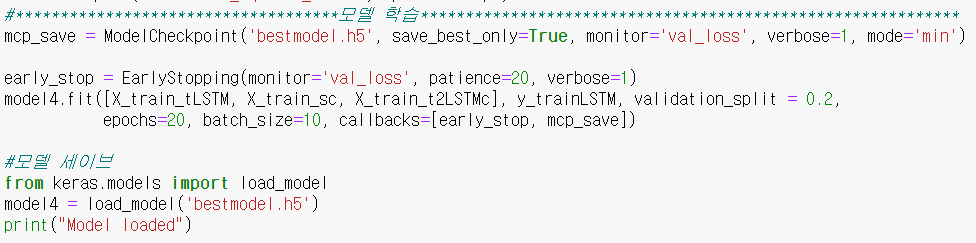 #************************************모델 학습************************************************************
mcp_save = ModelCheckpoint('bestmodel.h5', save_best_only=True, monitor='val_loss', verbose=1, mode='min')
early_stop = EarlyStopping(monitor='val_loss', patience=20, verbose=1)
model4.fit([X_train_tLSTM, X_train_sc, X_train_t2LSTMc], y_trainLSTM, validation_split = 0.2,
epochs=20, batch_size=10, callbacks=[early_stop, mcp_save])
#모델 세이브
from keras.models import load_model
model4 = load_model('bestmodel.h5')
print("Model loaded")